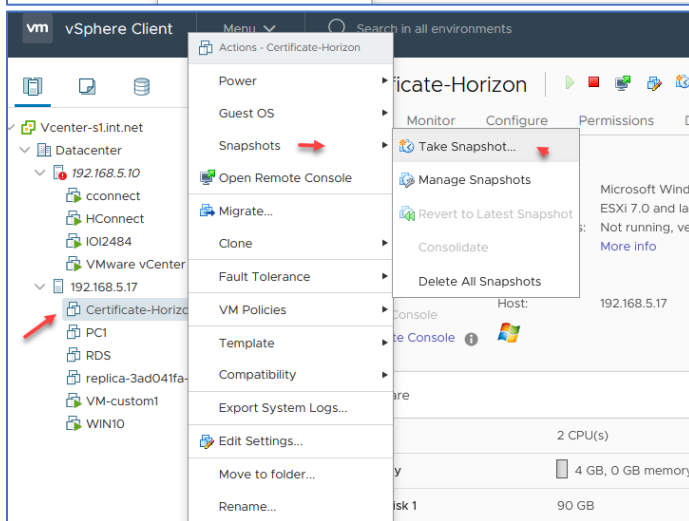 vm vSphere Client Menu Search in all environments
Actions - Certificate-Horizon
Power
Guest OS
Snapshots
Open Remote Console
Migrate...
Clone
Fault Tolerance
VM Policies
Template
Compatibility
Export System Logs...
Edit Settings...
Move to folder...
Rename...
Take Snapshot...
Manage Snapshots
Revert to Latest Snapshot
Consolidate
Delete All Snapshots
Vcenter-s1.int.net
Datacenter
192.168.5.10
cconnect
HConnect
IOI2484
VMware vCenter
192.168.5.17
Certificate-Horizo
PC1
RDS
replica-3ad041fa-
VM-custom1
WIN10
ficate-Horizon
Monitor Configure Permissions
Microsoft Wind
ESXi 7.0 and la
s: Not running, ve
More info
Host: 192.168.5.17
Console
te Console
are
2 CPU(s)
y 4 GB, 0 GB memory
isk 1 90 GB